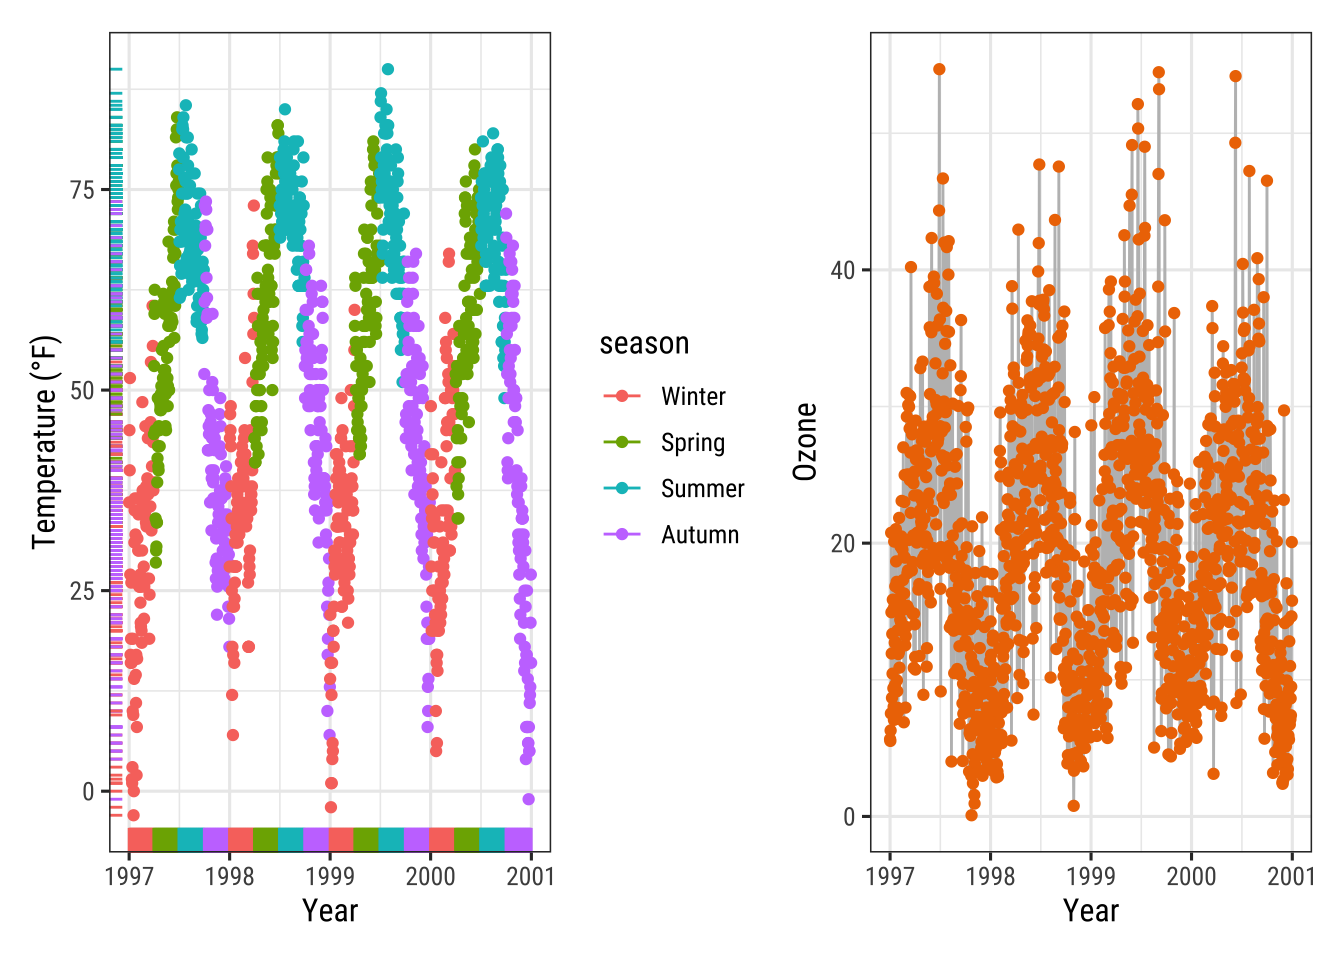 Temperature (°F)
75
50
25
0
1997 1998 1999 2000 2001
Year
season
Winter
Spring
Summer
Autumn
Ozone
40
20
0
1997 1998 1999 2000 2001
Year